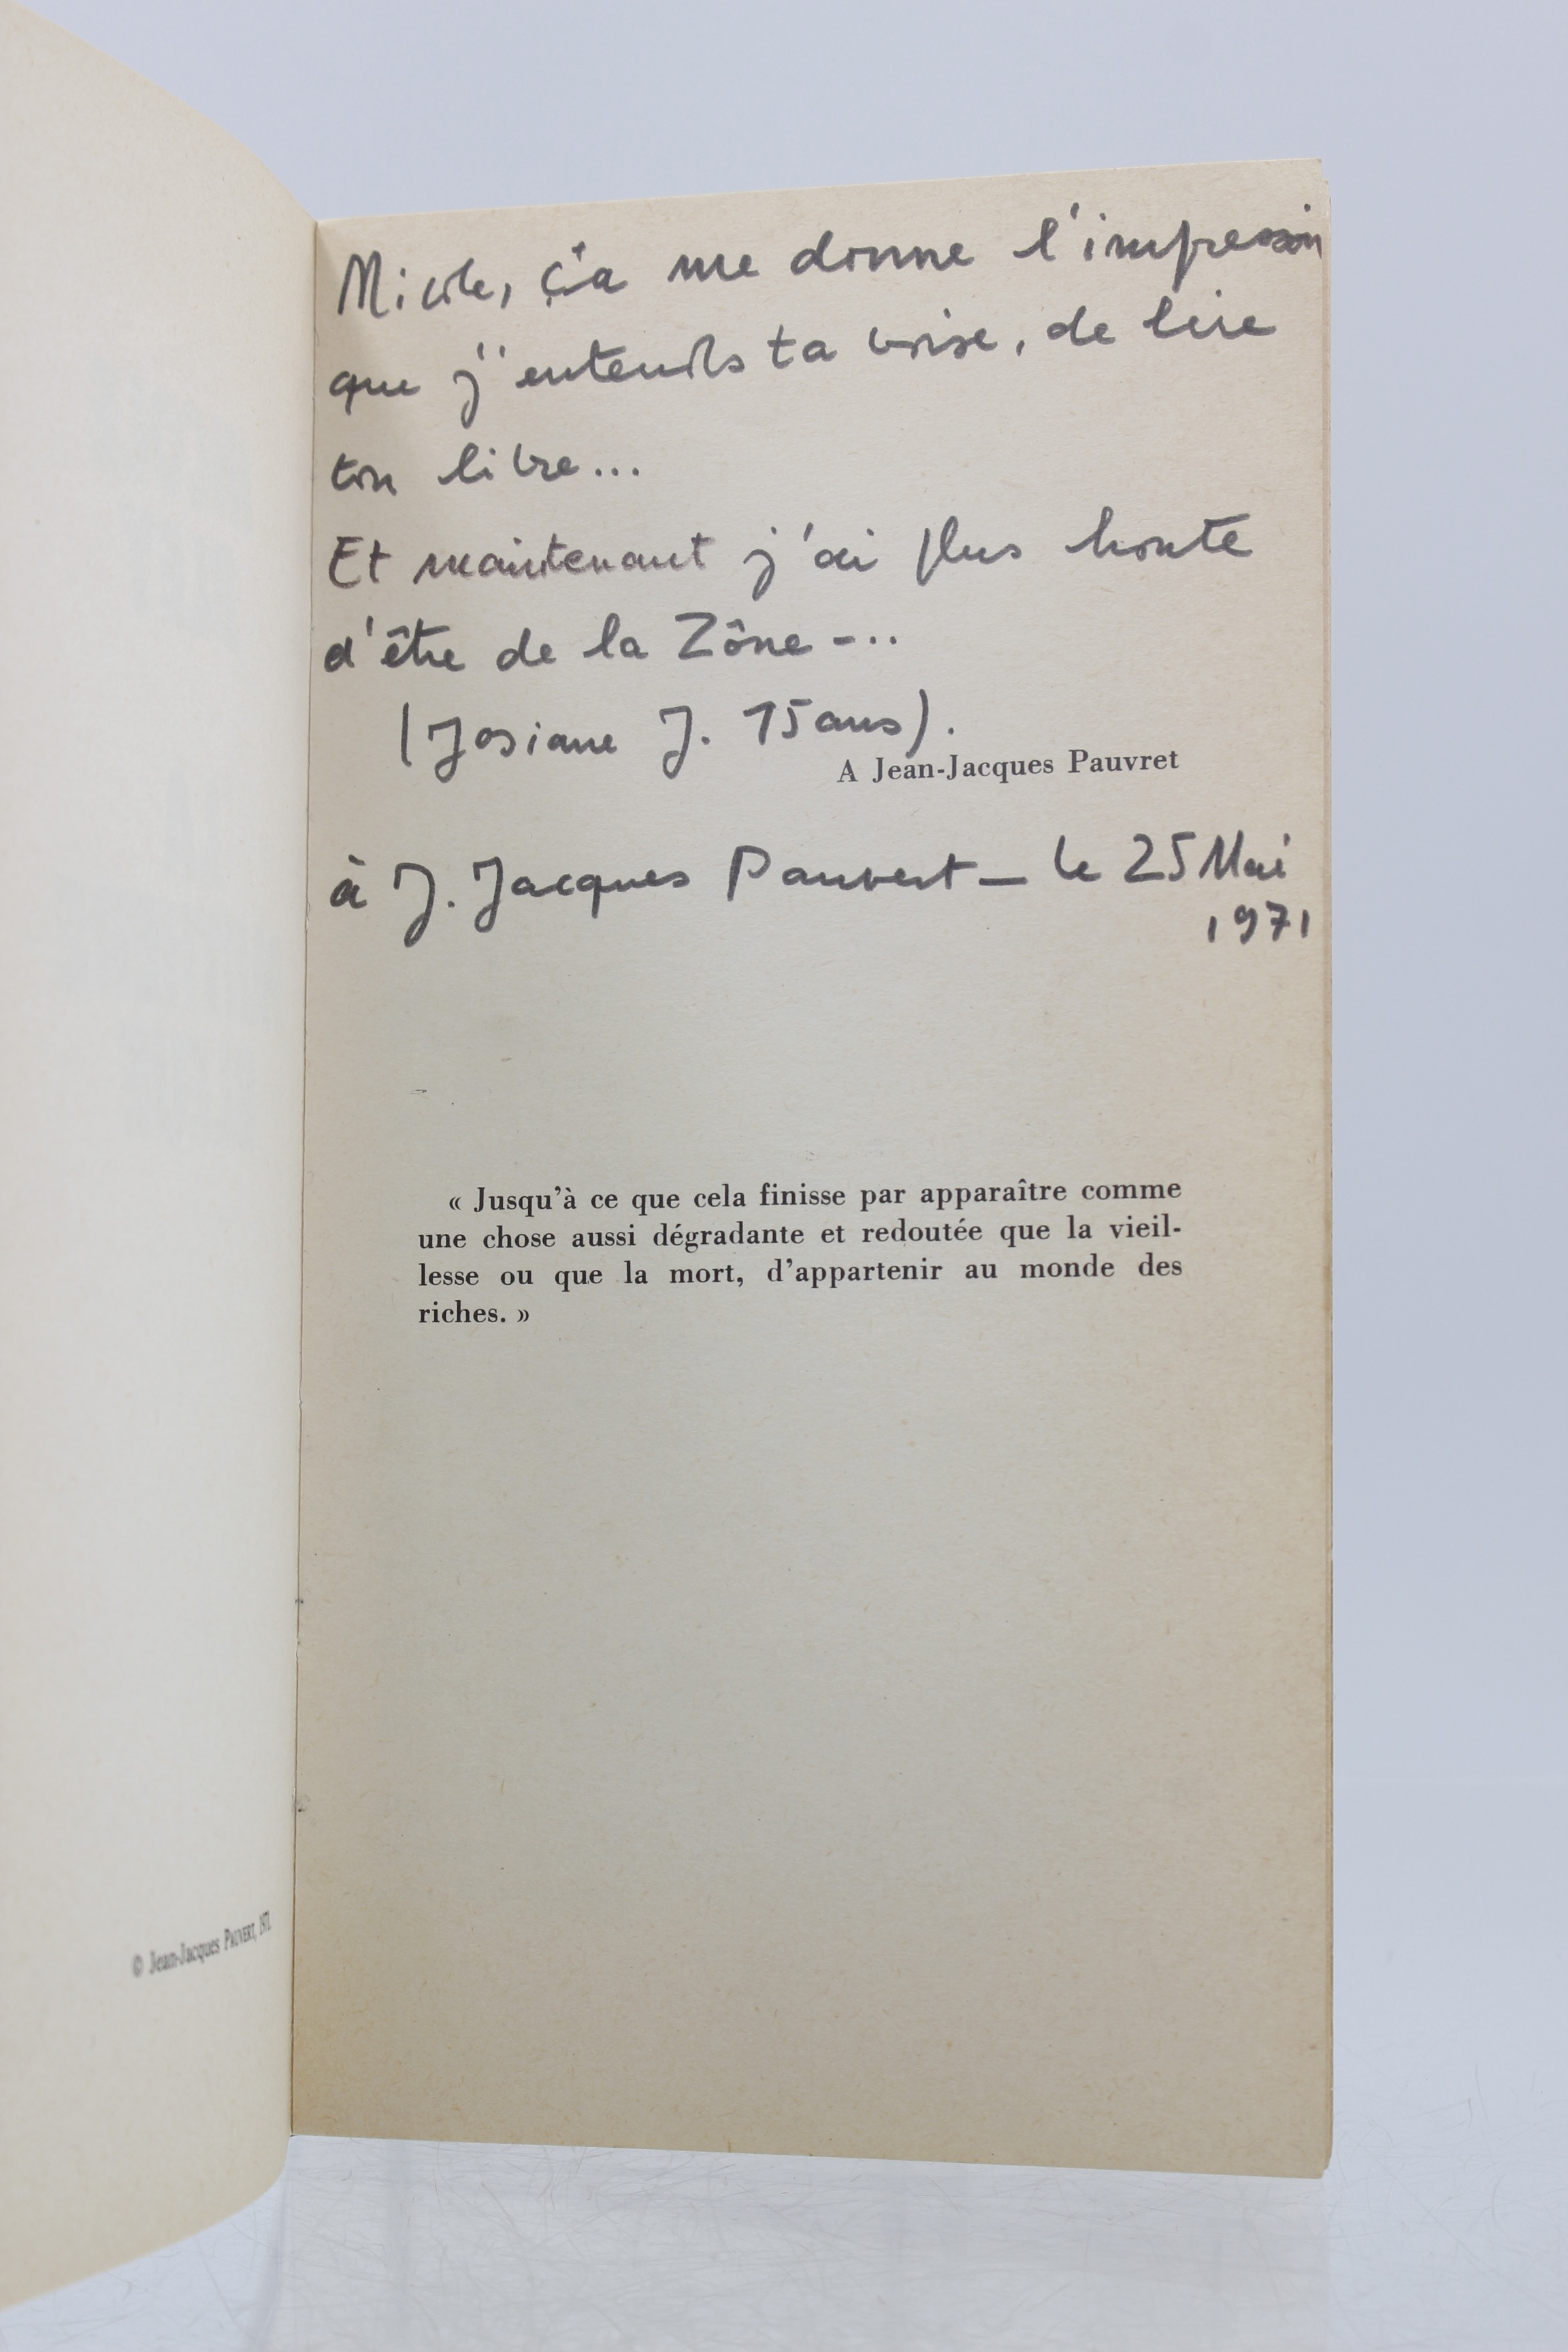 Nicole, ça me donne l'impression
que j'entends ta voise, de lire
ton livre...
Et maintenant j'ai plus honte
d'être de la Zône -..
(Josiane J. 15 ans).
A Jean-Jacques Pauvret
à J. Jacques Pauvert — le 25 Mai
1971
« Jusqu'à ce que cela finisse par apparaître comme
une chose aussi dégradante et redoutée que la vieil-
lesse ou que la mort, d'appartenir au monde des
riches. »
© Jean-Jacques PAUVERT, 1971